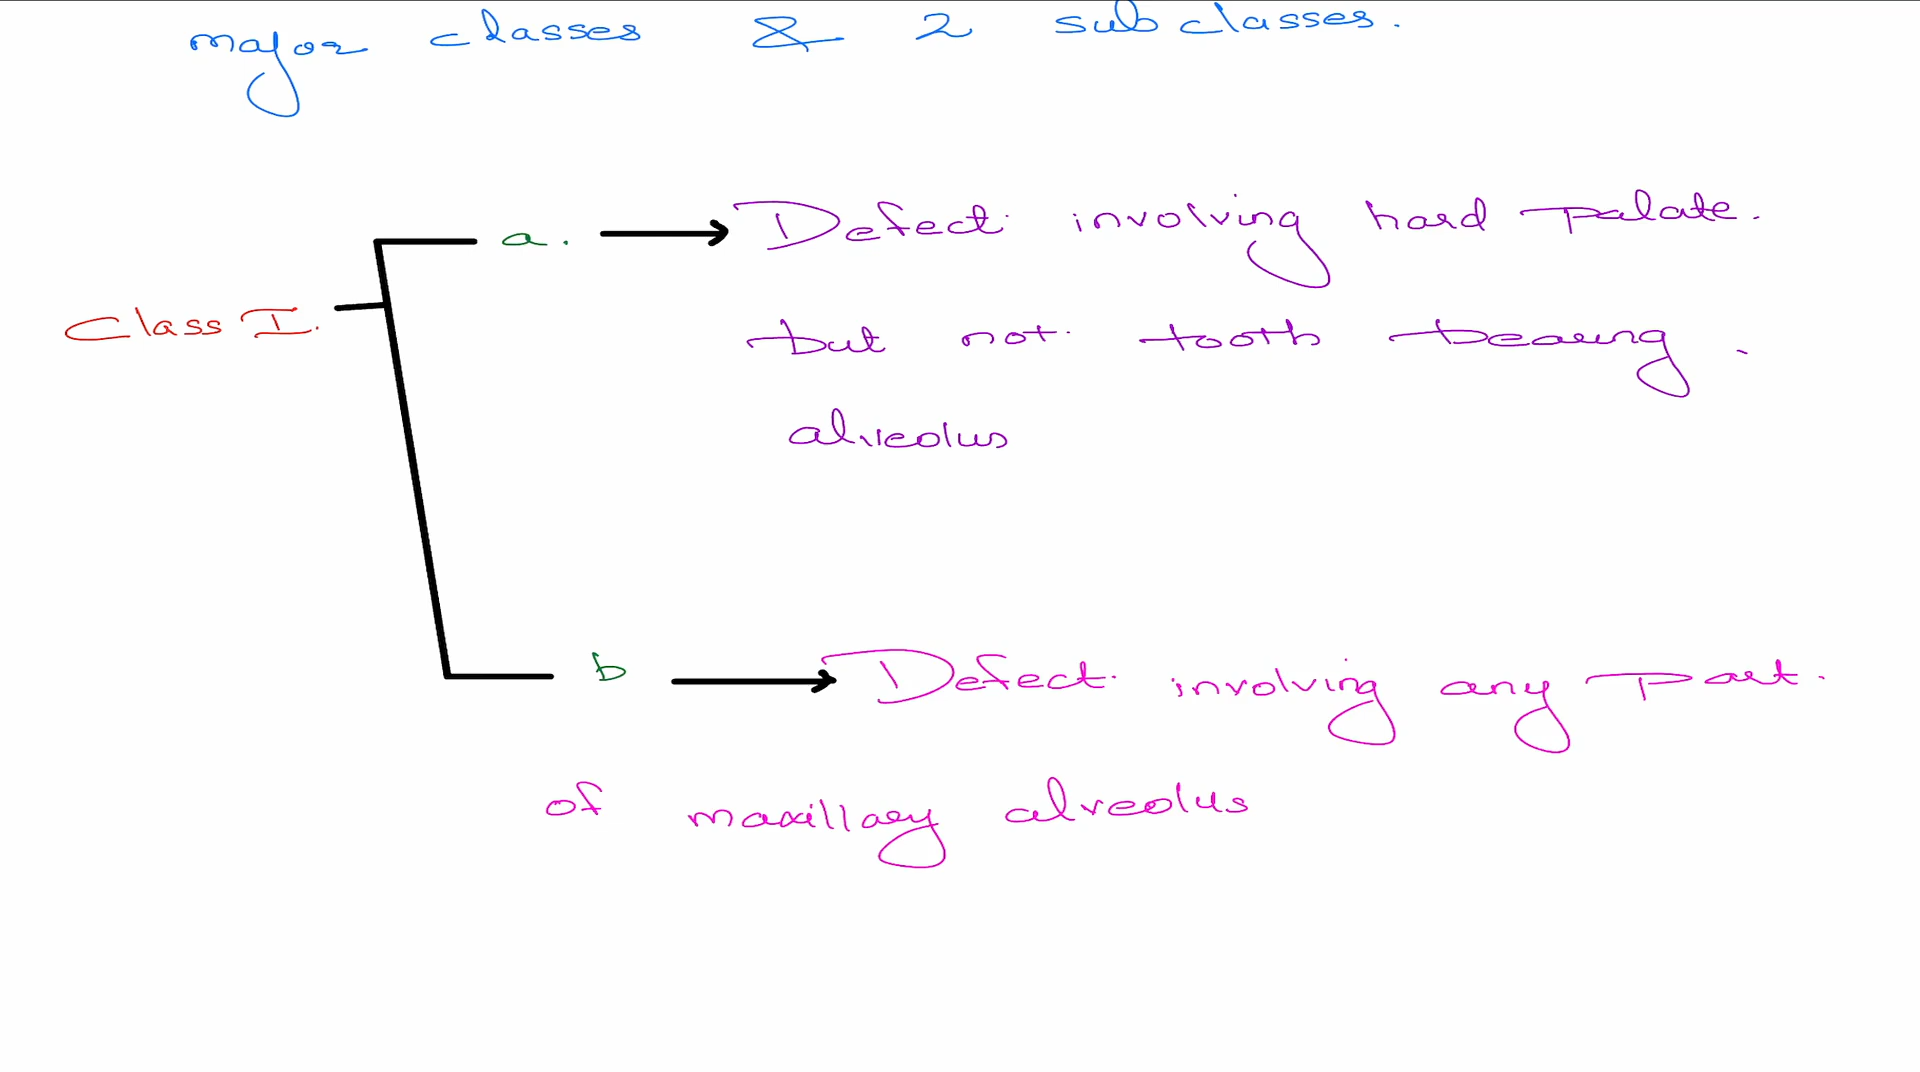 major classes & 2 sub classes.
a. → Defect involving hard palate.
Class I.
but not tooth bearing.
alveolus
b → Defect involving any part.
of maxillary alveolus